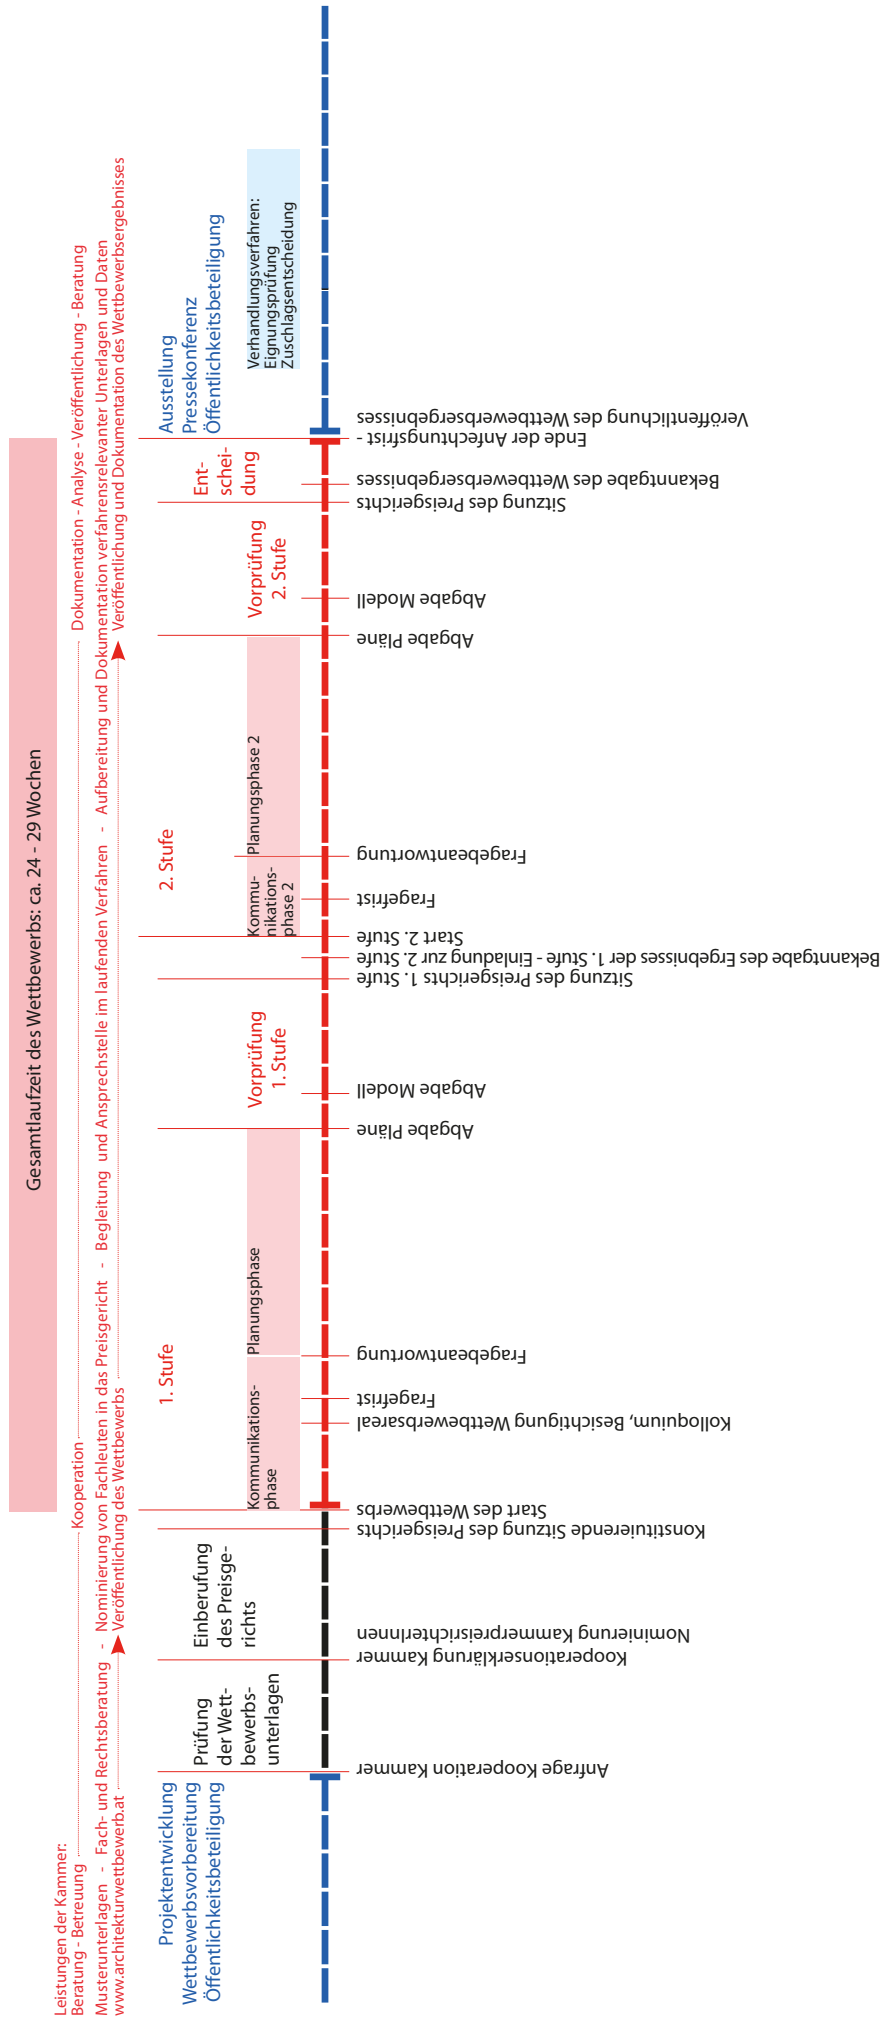 Gesamtlaufzeit des Wettbewerbs: ca. 24 - 29 Wochen
Leistungen der Kammer:
Beratung - Betreuung
Kooperation
Dokumentation - Analyse - Veröffentlichung - Beratung
Musterunterlagen - Fach- und Rechtsberatung - Nominierung von Fachleuten in das Preisgericht - Begleitung und Ansprechstelle im laufenden Verfahren - Aufbereitung und Dokumentation verfahrensrelevanter Unterlagen und Daten
www.architekturwettbewerb.at
Veröffentlichung des Wettbewerbs
Veröffentlichung und Dokumentation des Wettbewerbsergebnisses
Projektentwicklung
Wettbewerbsvorbereitung
Öffentlichkeitsbeteiligung
Prüfung
der Wett-
bewerbs-
unterlagen
Einberufung
des Preisge-
richts
1. Stufe
Kommunikations-
phase
Planungsphase
Vorprüfung
1. Stufe
2. Stufe
Kommu-
nikations-
phase 2
Planungsphase 2
Vorprüfung
2. Stufe
Ent-
schei-
dung
Ausstellung
Pressekonferenz
Öffentlichkeitsbeteiligung
Verhandlungsverfahren:
Eignungsprüfung
Zuschlagsentscheidung
Anfrage Kooperation Kammer
Kooperationserklärung Kammer
Nominierung KammerpreisrichterInnen
Konstituierende Sitzung des Preisgerichts
Start des Wettbewerbs
Kolloquium, Besichtigung Wettbewerbsareal
Fragefrist
Fragebeantwortung
Abgabe Pläne
Abgabe Modell
Sitzung des Preisgerichts 1. Stufe
Bekanntgabe des Ergebnisses der 1. Stufe - Einladung zur 2. Stufe
Start 2. Stufe
Fragefrist
Fragebeantwortung
Abgabe Pläne
Abgabe Modell
Sitzung des Preisgerichts
Bekanntgabe des Wettbewerbsergebnisses
Ende der Anfechtungsfrist -
Veröffentlichung des Wettbewerbsergebnisses